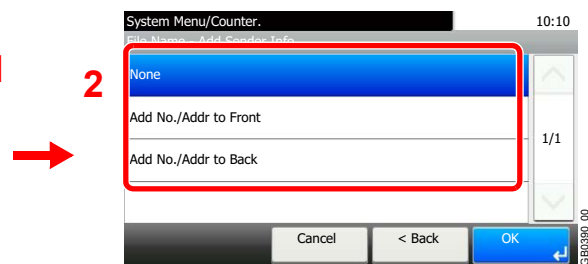 System Menu/Counter. 10:10
File Name - Add Sender Info
2
None
Add No./Addr to Front
1/1
Add No./Addr to Back
Cancel < Back OK
GB0390_00